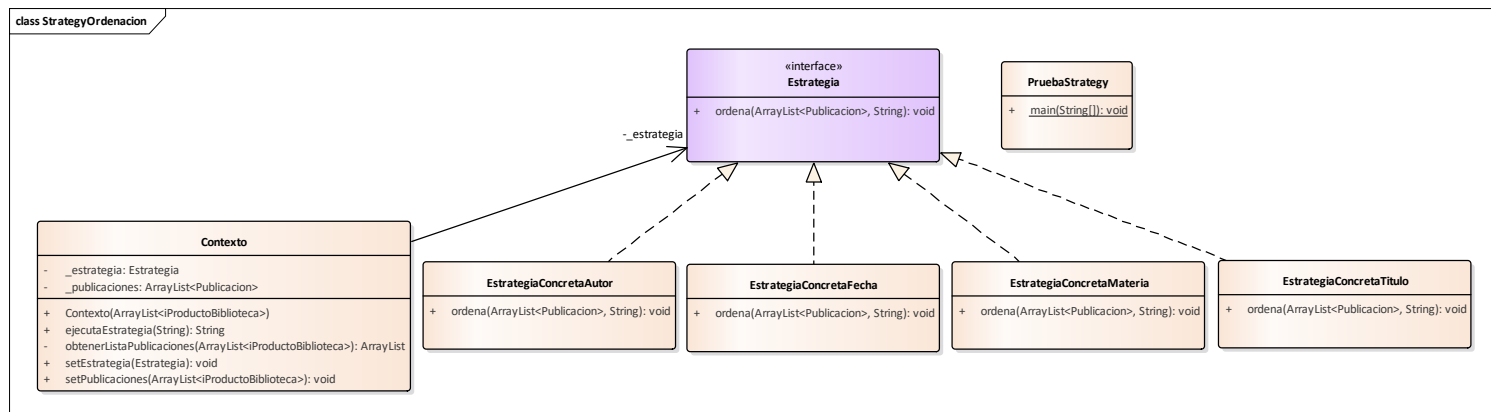 class StrategyOrdenacion
«interface»
Estrategia
+ ordena(ArrayList<Publicacion>, String): void
PruebaStrategy
+ main(String[]): void
-_estrategia
Contexto
- _estrategia: Estrategia
- _publicaciones: ArrayList<Publicacion>
+ Contexto(ArrayList<iProductoBiblioteca>)
+ ejecutaEstrategia(String): String
- obtenerListaPublicaciones(ArrayList<iProductoBiblioteca>): ArrayList
+ setEstrategia(Estrategia): void
+ setPublicaciones(ArrayList<iProductoBiblioteca>): void
EstrategiaConcretaAutor
+ ordena(ArrayList<Publicacion>, String): void
EstrategiaConcretaFecha
+ ordena(ArrayList<Publicacion>, String): void
EstrategiaConcretaMateria
+ ordena(ArrayList<Publicacion>, String): void
EstrategiaConcretaTitulo
+ ordena(ArrayList<Publicacion>, String): void